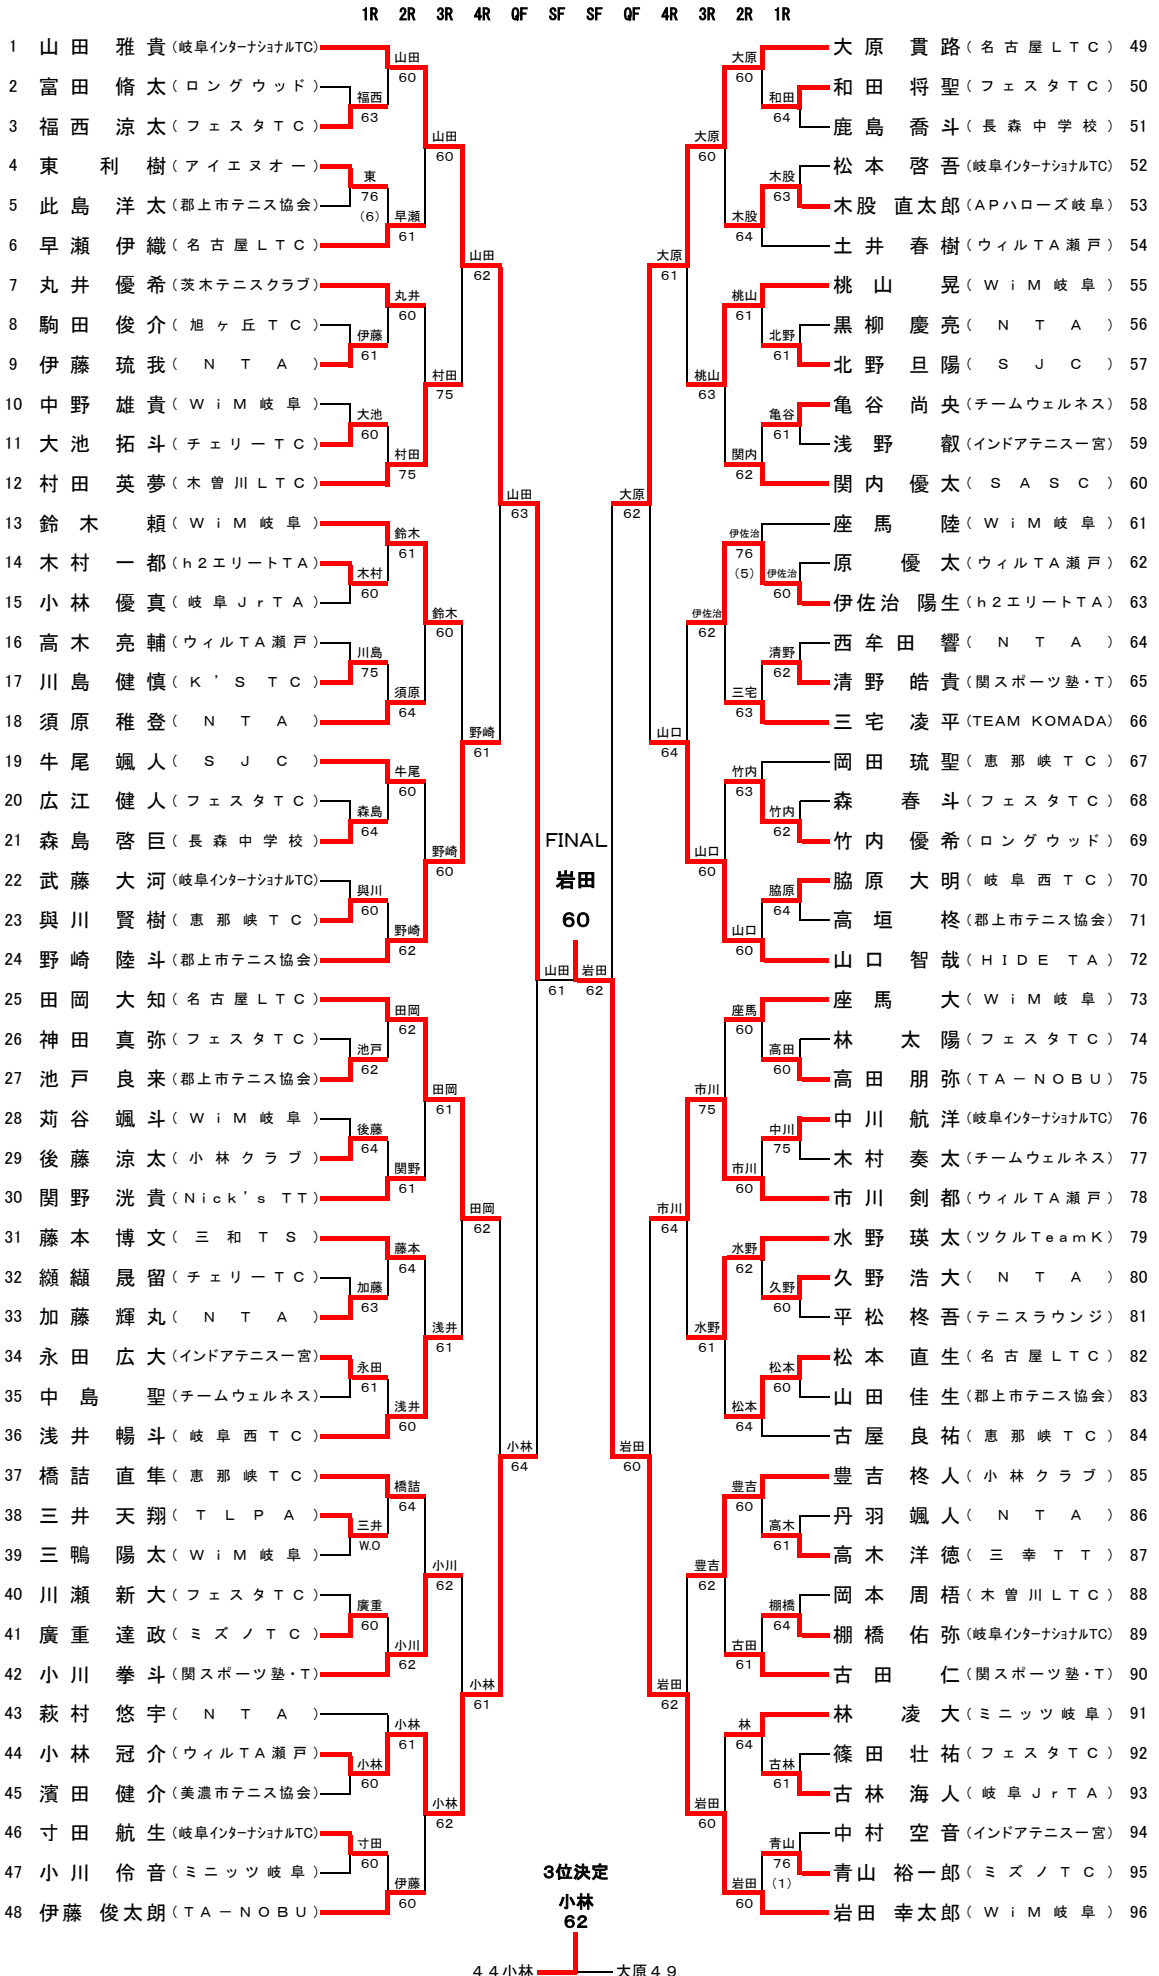 1R 2R 3R 4R QF SF SF QF 4R 3R 2R 1R
1 山田 雅貴 (岐阜インターナショナルTC)
2 富田 脩太 (ロングウッド)
3 福西 涼太 (フェスタTC)
4 東 利樹 (アイエヌオー)
5 此島 洋太 (郡上市テニス協会)
6 早瀬 伊織 (名古屋LTC)
7 丸井 優希 (茨木テニスクラブ)
8 駒田 俊介 (旭ヶ丘TC)
9 伊藤 琉我 (NTA)
10 中野 雄貴 (WiM岐阜)
11 大池 拓斗 (チェリーTC)
12 村田 英夢 (木曽川LTC)
13 鈴木 頼 (WiM岐阜)
14 木村 一都 (h2エリートTA)
15 小林 優真 (岐阜JrTA)
16 高木 亮輔 (ウィルTA瀬戸)
17 川島 健慎 (K'STC)
18 須原 稚登 (NTA)
19 牛尾 颯人 (SJC)
20 広江 健人 (フェスタTC)
21 森島 啓巨 (長森中学校)
22 武藤 大河 (岐阜インターナショナルTC)
23 與川 賢樹 (恵那峡TC)
24 野崎 陸斗 (郡上市テニス協会)
25 田岡 大知 (名古屋LTC)
26 神田 真弥 (フェスタTC)
27 池戸 良来 (郡上市テニス協会)
28 苅谷 颯斗 (WiM岐阜)
29 後藤 涼太 (小林クラブ)
30 関野 洸貴 (Nick's TT)
31 藤本 博文 (三和TS)
32 纐纈 晟留 (チェリーTC)
33 加藤 輝丸 (NTA)
34 永田 広大 (インドアテニス一宮)
35 中島 聖 (チームウェルネス)
36 浅井 暢斗 (岐阜西TC)
37 橋詰 直隼 (恵那峡TC)
38 三井 天翔 (TLPA)
39 三鴨 陽太 (WiM岐阜)
40 川瀬 新大 (フェスタTC)
41 廣重 達政 (ミズノTC)
42 小川 拳斗 (関スポーツ塾・T)
43 萩村 悠宇 (NTA)
44 小林 冠介 (ウィルTA瀬戸)
45 濱田 健介 (美濃市テニス協会)
46 寸田 航生 (岐阜インターナショナルTC)
47 小川 伶音 (ミニッツ岐阜)
48 伊藤 俊太朗 (TA-NOBU)
福西 63
東 76 (6)
伊藤 61
大池 60
木村 60
川島 75
森島 64
與川 60
池戸 62
後藤 64
加藤 63
永田 61
三井 W.O
廣重 60
小林 60
寸田 60
山田 60
早瀬 61
丸井 60
村田 75
鈴木 61
須原 64
牛尾 60
野崎 62
田岡 62
関野 61
藤本 64
浅井 60
橋詰 64
小川 62
小林 61
伊藤 60
山田 60
村田 75
鈴木 60
野崎 60
田岡 61
浅井 61
小川 62
小林 62
山田 62
野崎 61
田岡 62
小林 61
山田 63
小林 64
山田 61
FINAL
岩田
60
岩田 62
大原 62
岩田 60
大原 61
山口 64
市川 64
岩田 62
大原 60
桃山 63
伊佐治 62
山口 60
市川 75
水野 61
豊吉 62
岩田 60
大原 60
木股 64
桃山 61
関内 62
伊佐治 76 (5)
三宅 63
竹内 63
山口 60
座馬 60
市川 60
水野 62
松本 64
豊吉 60
古田 61
林 64
岩田 60
和田 64
木股 63
北野 61
亀谷 61
伊佐治 60
清野 62
竹内 62
脇原 64
高田 60
中川 75
久野 60
松本 60
高木 61
棚橋 64
古林 61
青山 76 (1)
大原 貫路 (名古屋LTC) 49
和田 将聖 (フェスタTC) 50
鹿島 喬斗 (長森中学校) 51
松本 啓吾 (岐阜インターナショナルTC) 52
木股 直太郎 (APハローズ岐阜) 53
土井 春樹 (ウィルTA瀬戸) 54
桃山 晃 (WiM岐阜) 55
黒柳 慶亮 (NTA) 56
北野 旦陽 (SJC) 57
亀谷 尚央 (チームウェルネス) 58
浅野 叡 (インドアテニス一宮) 59
関内 優太 (SASC) 60
座馬 陸 (WiM岐阜) 61
原 優太 (ウィルTA瀬戸) 62
伊佐治 陽生 (h2エリートTA) 63
西牟田 響 (NTA) 64
清野 皓貴 (関スポーツ塾・T) 65
三宅 凌平 (TEAM KOMADA) 66
岡田 琉聖 (恵那峡TC) 67
森 春斗 (フェスタTC) 68
竹内 優希 (ロングウッド) 69
脇原 大明 (岐阜西TC) 70
高垣 柊 (郡上市テニス協会) 71
山口 智哉 (HIDE TA) 72
座馬 大 (WiM岐阜) 73
林 太陽 (フェスタTC) 74
高田 朋弥 (TA-NOBU) 75
中川 航洋 (岐阜インターナショナルTC) 76
木村 奏太 (チームウェルネス) 77
市川 剣都 (ウィルTA瀬戸) 78
水野 瑛太 (ツクルTeamK) 79
久野 浩大 (NTA) 80
平松 柊吾 (テニスラウンジ) 81
松本 直生 (名古屋LTC) 82
山田 佳生 (郡上市テニス協会) 83
古屋 良祐 (恵那峡TC) 84
豊吉 柊人 (小林クラブ) 85
丹羽 颯人 (NTA) 86
高木 洋徳 (三幸TT) 87
岡本 周梧 (木曽川LTC) 88
棚橋 佑弥 (岐阜インターナショナルTC) 89
古田 仁 (関スポーツ塾・T) 90
林 凌大 (ミニッツ岐阜) 91
篠田 壮祐 (フェスタTC) 92
古林 海人 (岐阜JrTA) 93
中村 空音 (インドアテニス一宮) 94
青山 裕一郎 (ミズノTC) 95
岩田 幸太郎 (WiM岐阜) 96
3位決定
小林
62
44小林 大原49